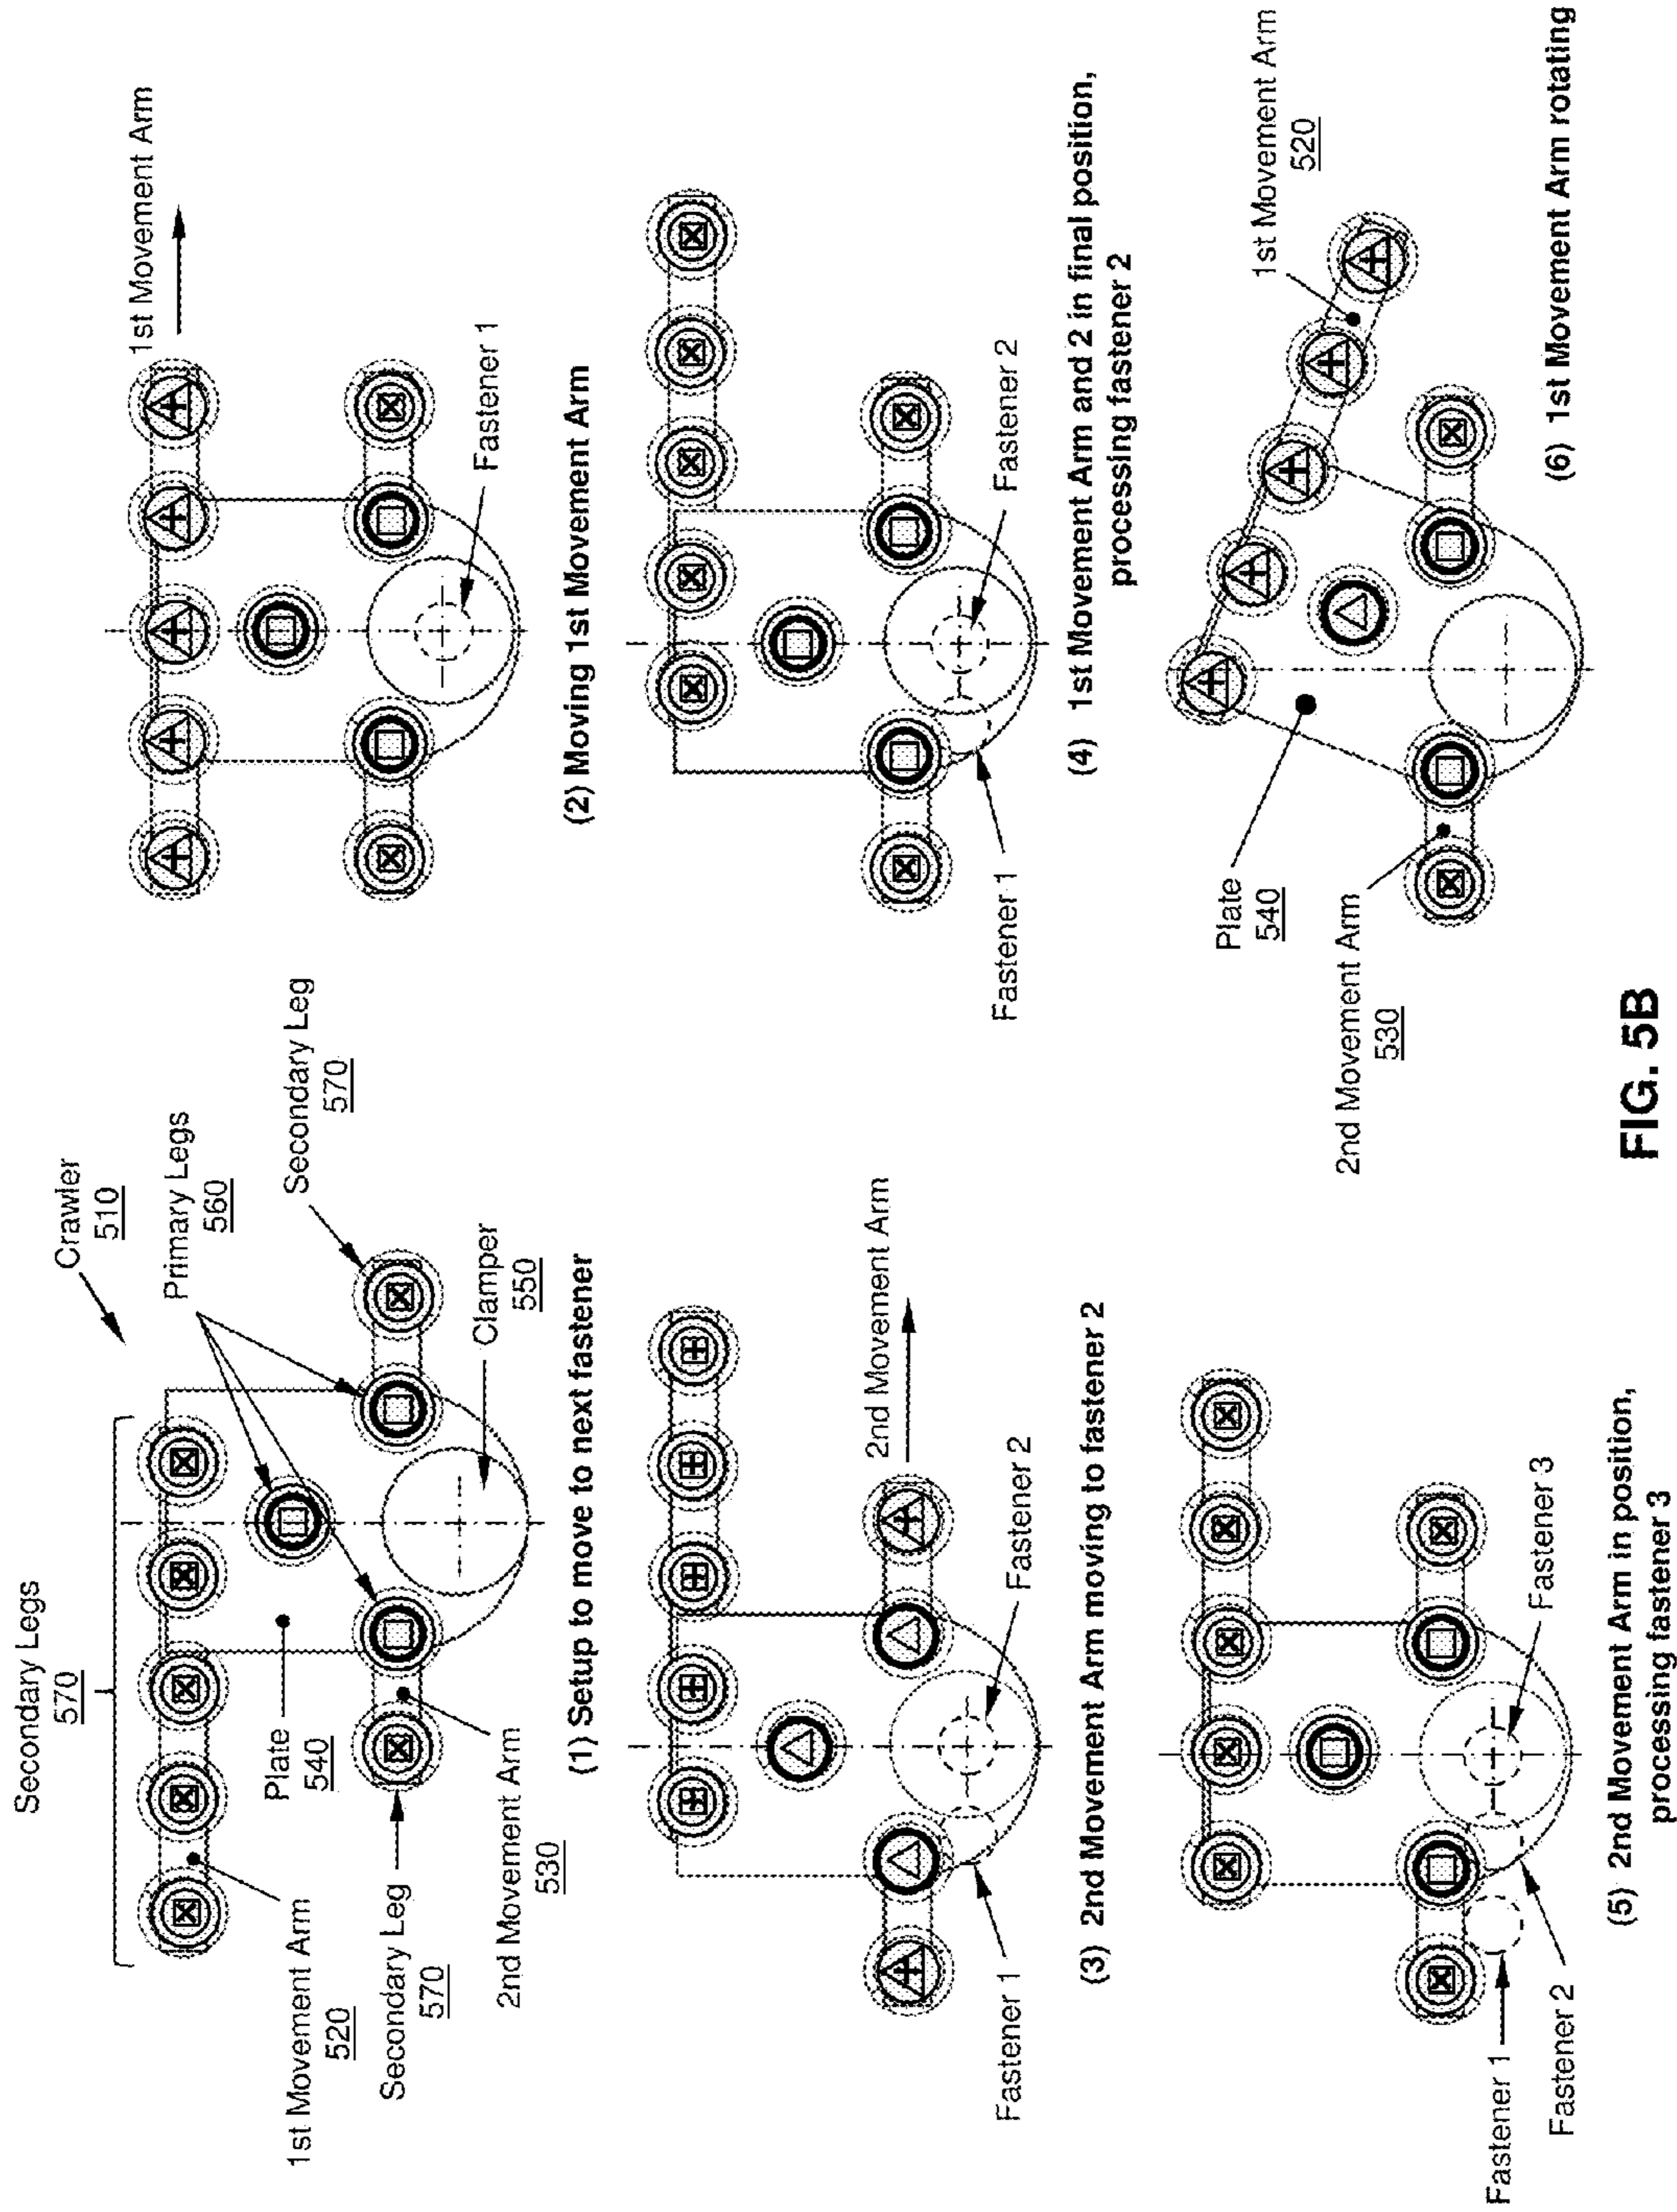 Secondary Legs
570
Crawler
510
Primary Legs
560
Secondary Leg
570
1st Movement Arm
520
Plate
540
Clamper
550
Secondary Leg
570
2nd Movement Arm
530
(1) Setup to move to next fastener
1st Movement Arm
Fastener 1
(2) Moving 1st Movement Arm
2nd Movement Arm
Fastener 1
Fastener 2
(3) 2nd Movement Arm moving to fastener 2
Fastener 1
Fastener 2
(4) 1st Movement Arm and 2 in final position,
processing fastener 2
Fastener 1
Fastener 2
Fastener 3
(5) 2nd Movement Arm in position,
processing fastener 3
1st Movement Arm
520
Plate
540
2nd Movement Arm
530
(6) 1st Movement Arm rotating
FIG. 5B